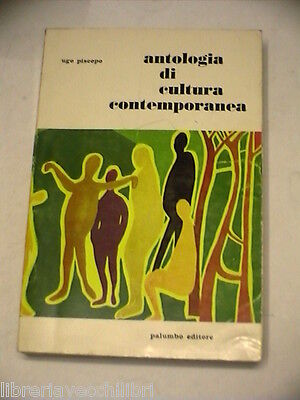 ugo piscopo
antologia
di
cultura
contemporanea
palumbo editore
libreriavecchilibri